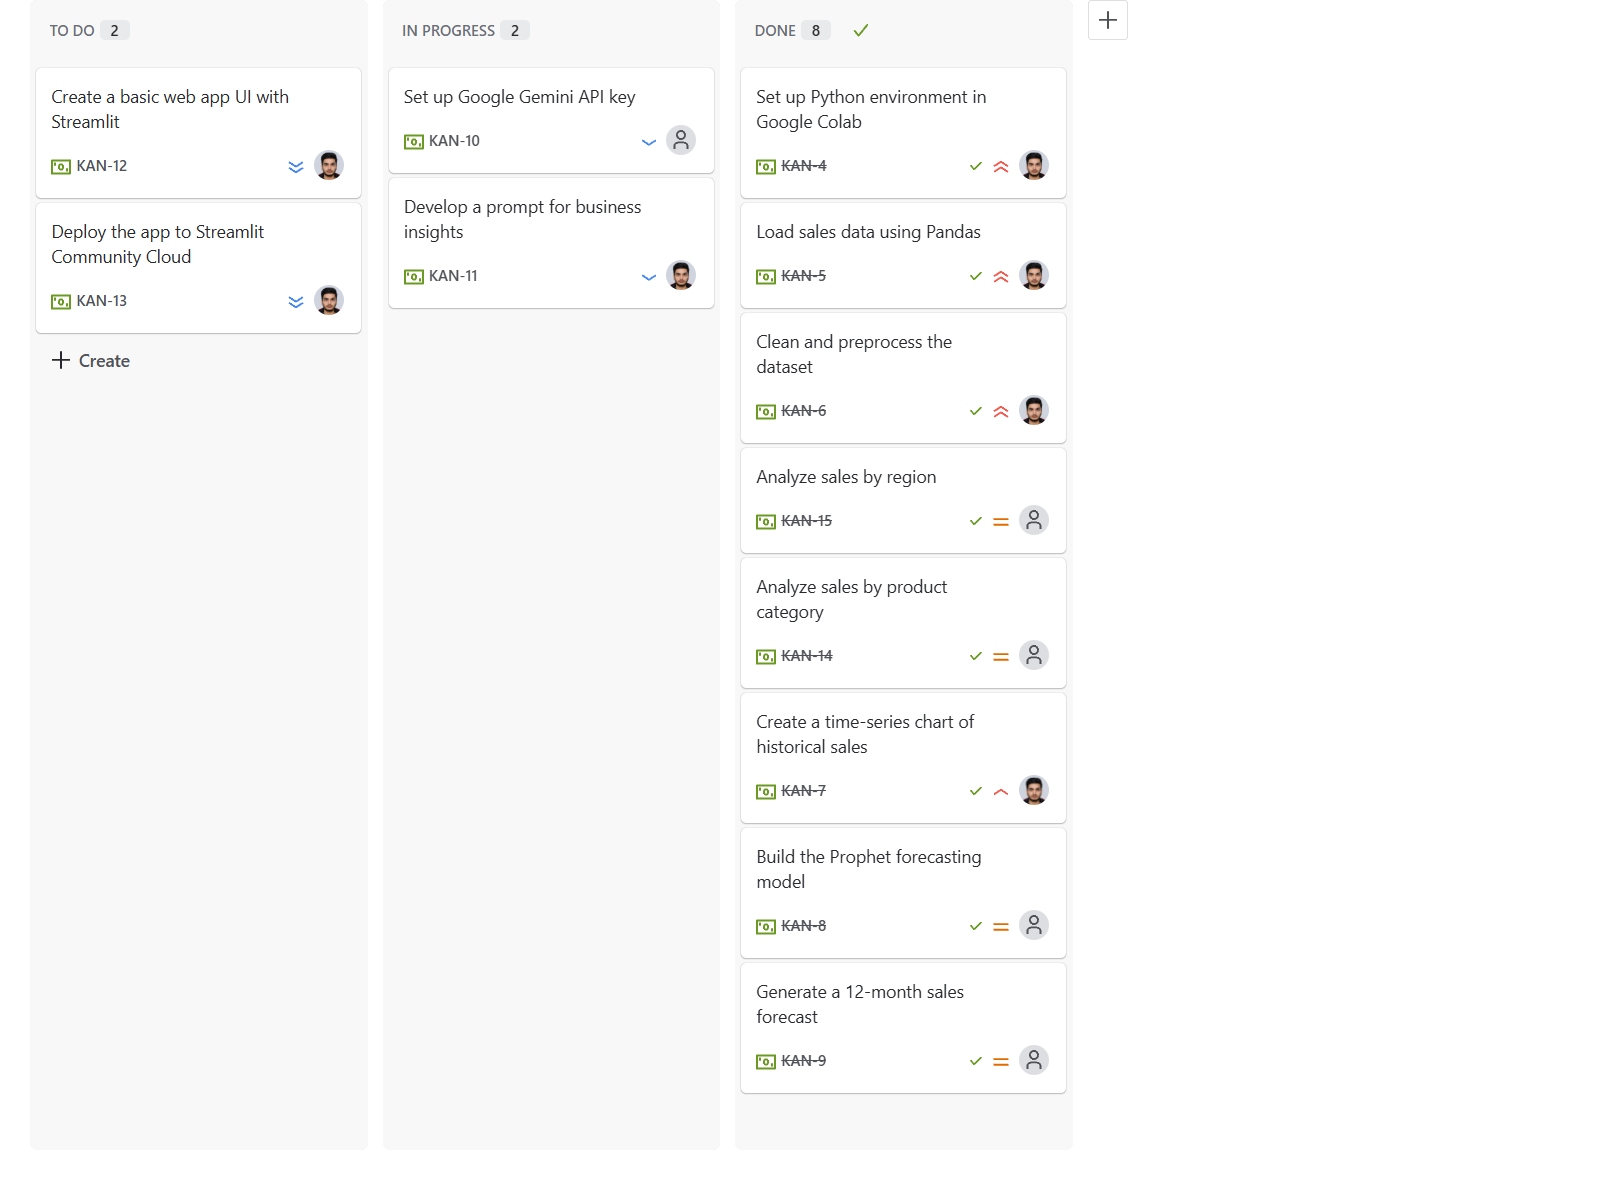 TO DO 2
Create a basic web app UI with
Streamlit
KAN-12
Deploy the app to Streamlit
Community Cloud
KAN-13
Create
IN PROGRESS 2
Set up Google Gemini API key
KAN-10
Develop a prompt for business
insights
KAN-11
DONE 8
Set up Python environment in
Google Colab
KAN-4
Load sales data using Pandas
KAN-5
Clean and preprocess the
dataset
KAN-6
Analyze sales by region
KAN-15
Analyze sales by product
category
KAN-14
Create a time-series chart of
historical sales
KAN-7
Build the Prophet forecasting
model
KAN-8
Generate a 12-month sales
forecast
KAN-9